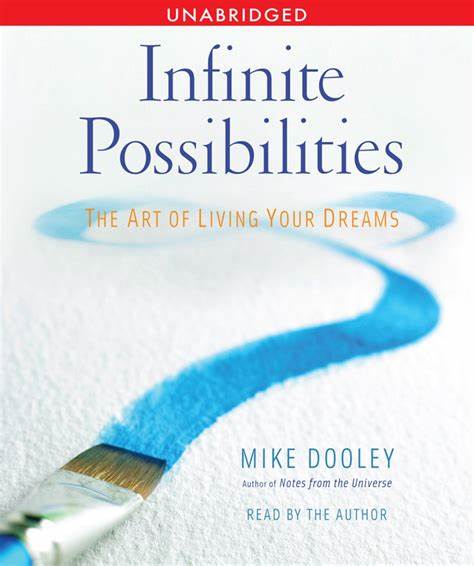 UNABRIDGED
Infinite
Possibilities
THE ART OF LIVING YOUR DREAMS
MIKE DOOLEY
Author of Notes from the Universe
READ BY THE AUTHOR